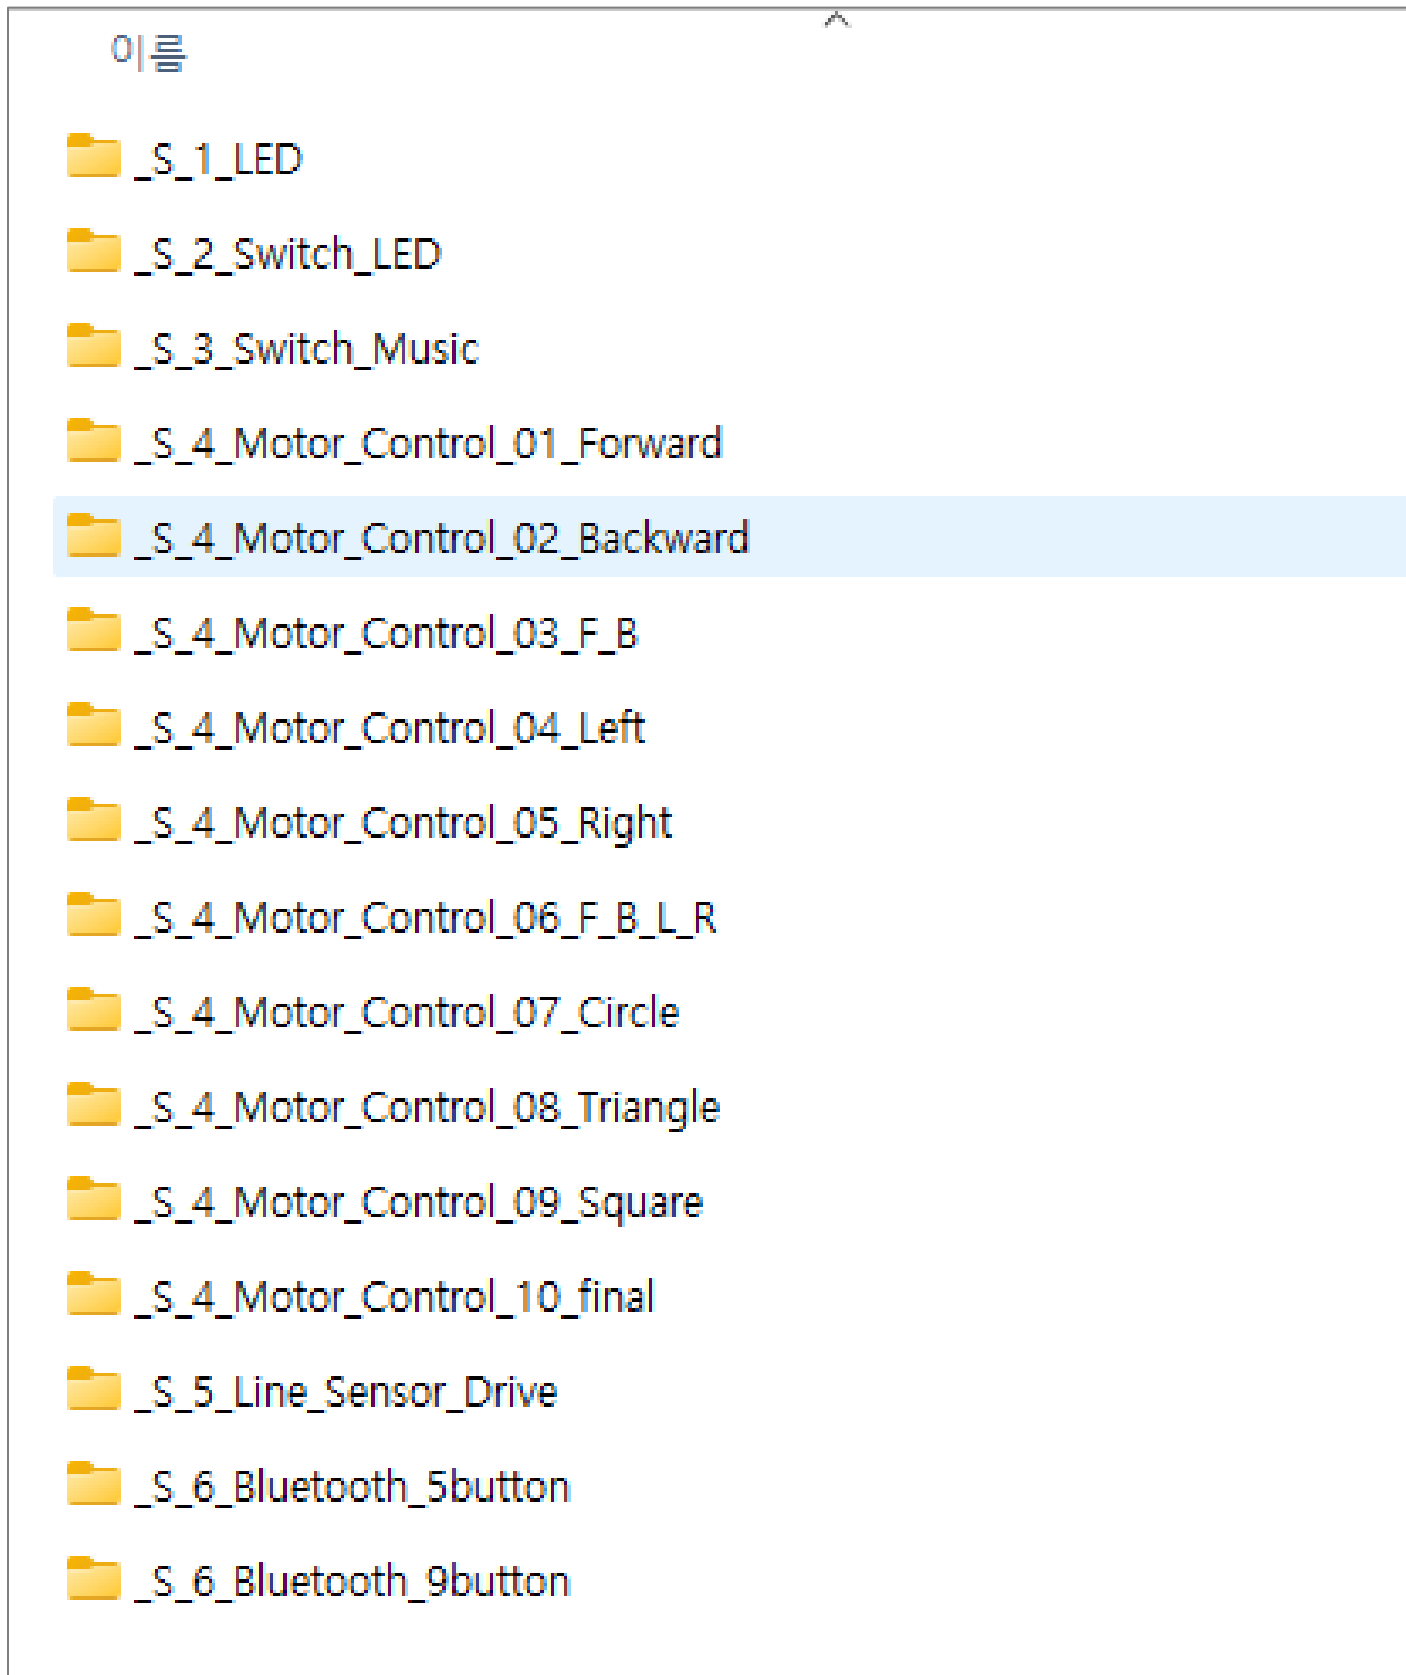 이름
_S_1_LED
_S_2_Switch_LED
_S_3_Switch_Music
_S_4_Motor_Control_01_Forward
_S_4_Motor_Control_02_Backward
_S_4_Motor_Control_03_F_B
_S_4_Motor_Control_04_Left
_S_4_Motor_Control_05_Right
_S_4_Motor_Control_06_F_B_L_R
_S_4_Motor_Control_07_Circle
_S_4_Motor_Control_08_Triangle
_S_4_Motor_Control_09_Square
_S_4_Motor_Control_10_final
_S_5_Line_Sensor_Drive
_S_6_Bluetooth_5button
_S_6_Bluetooth_9button